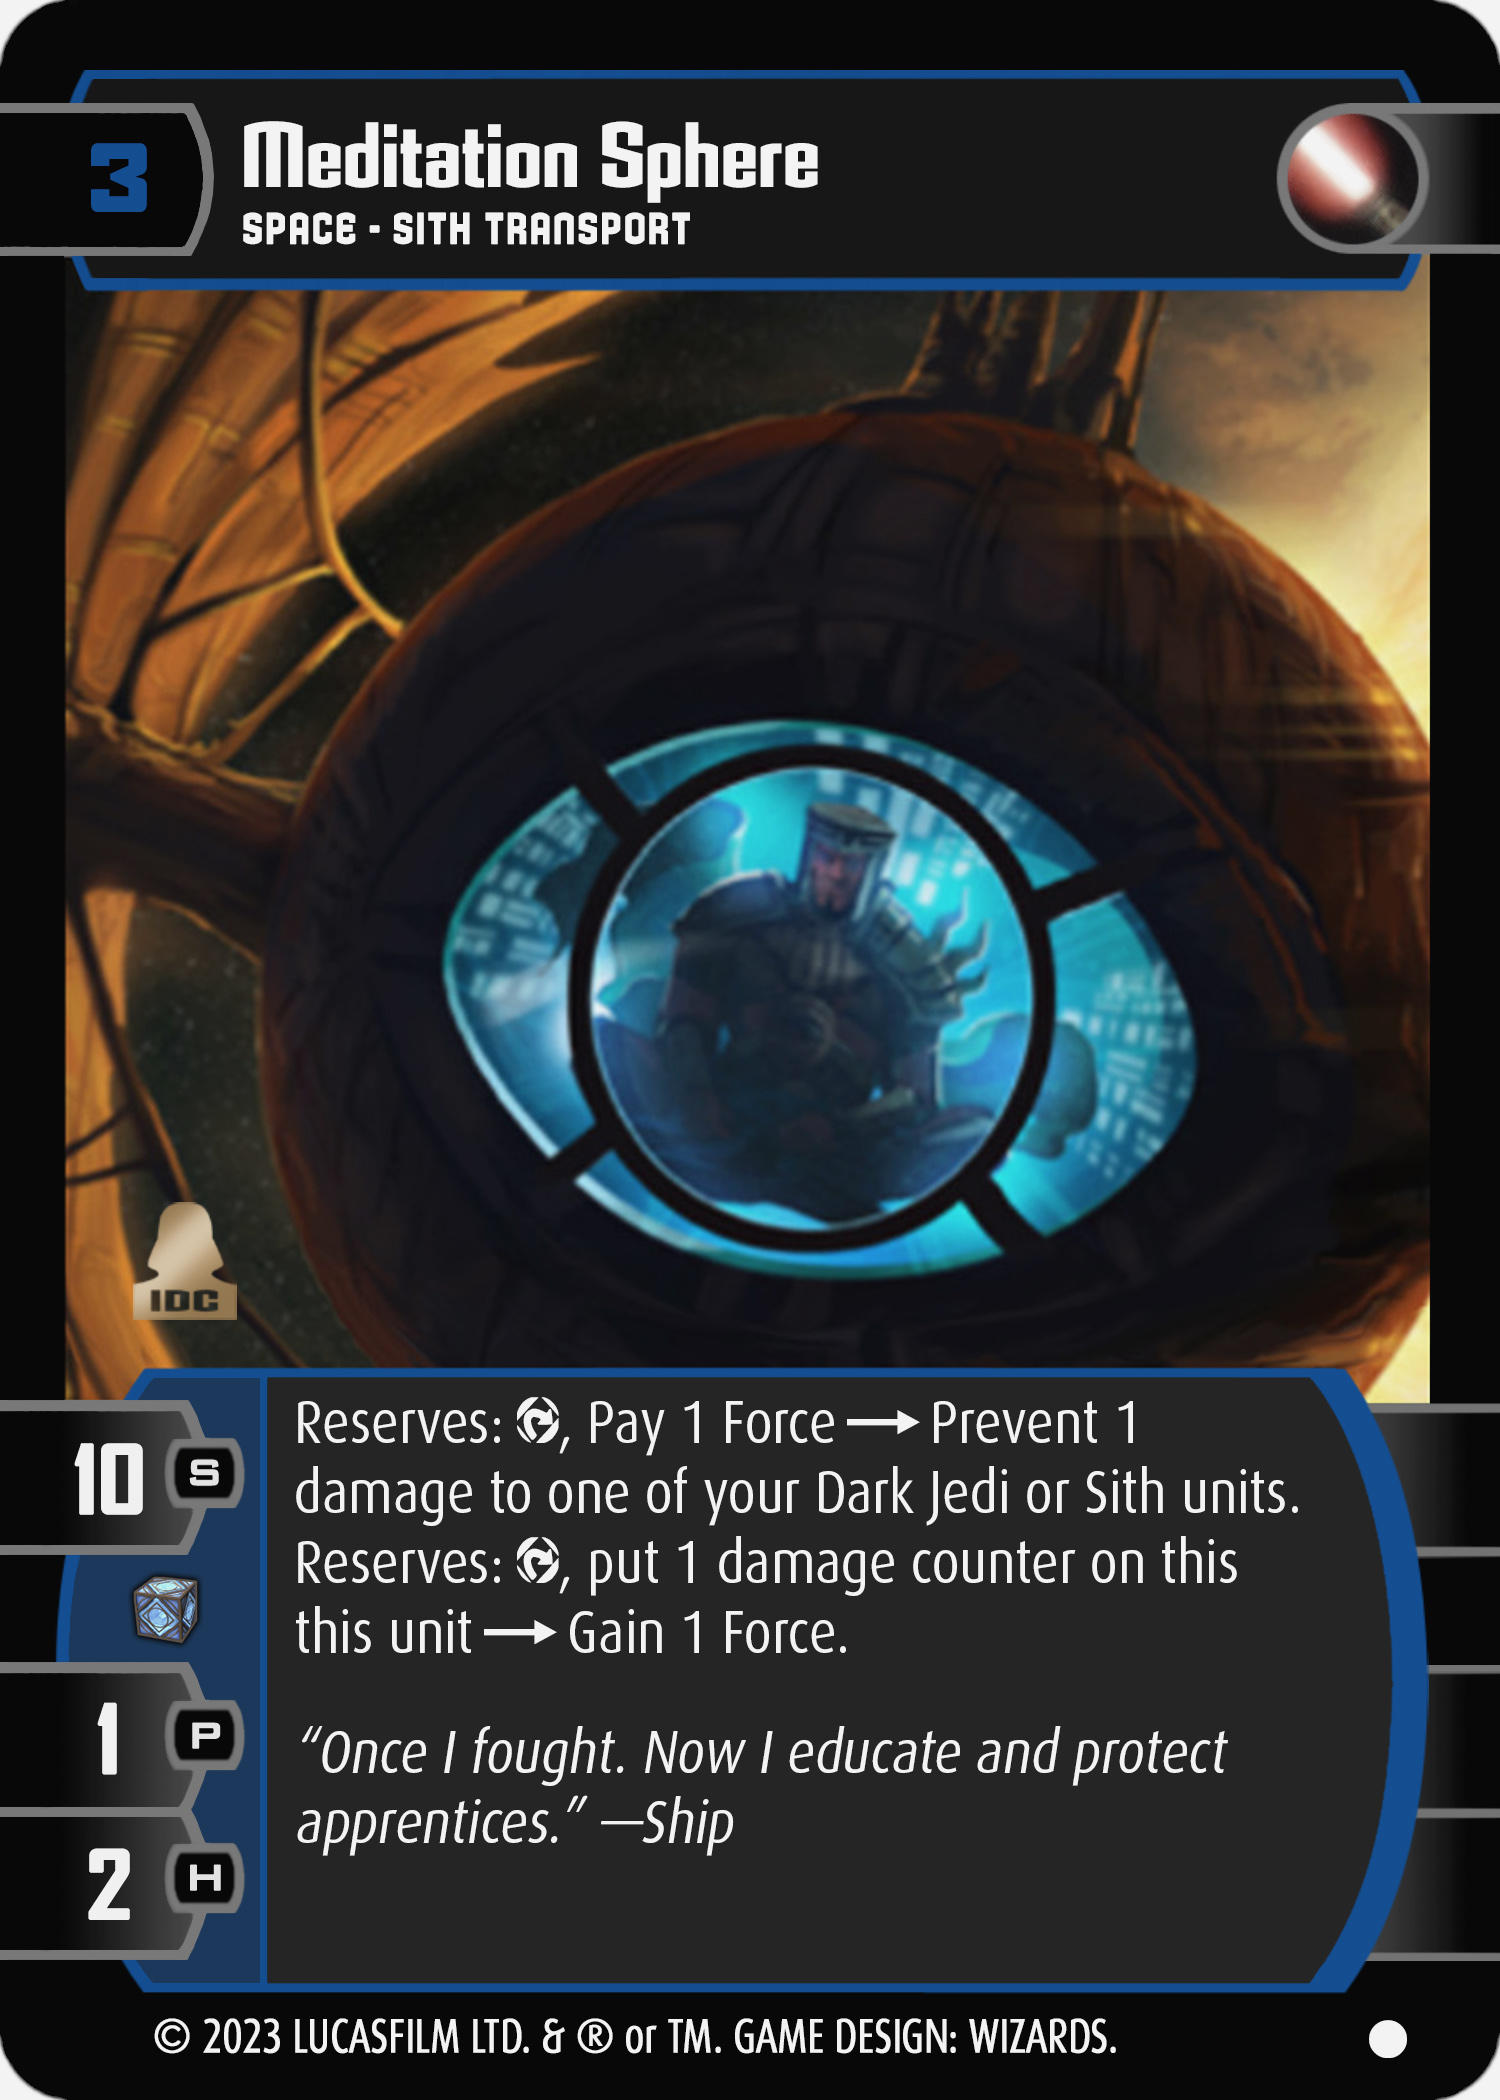 3
Meditation Sphere
SPACE - SITH TRANSPORT
IDC
10 S
1 P
2 H
Reserves: , Pay 1 Force → Prevent 1
damage to one of your Dark Jedi or Sith units.
Reserves: , put 1 damage counter on this
this unit → Gain 1 Force.
“Once I fought. Now I educate and protect
apprentices.” —Ship
© 2023 LUCASFILM LTD. & ® or TM. GAME DESIGN: WIZARDS.